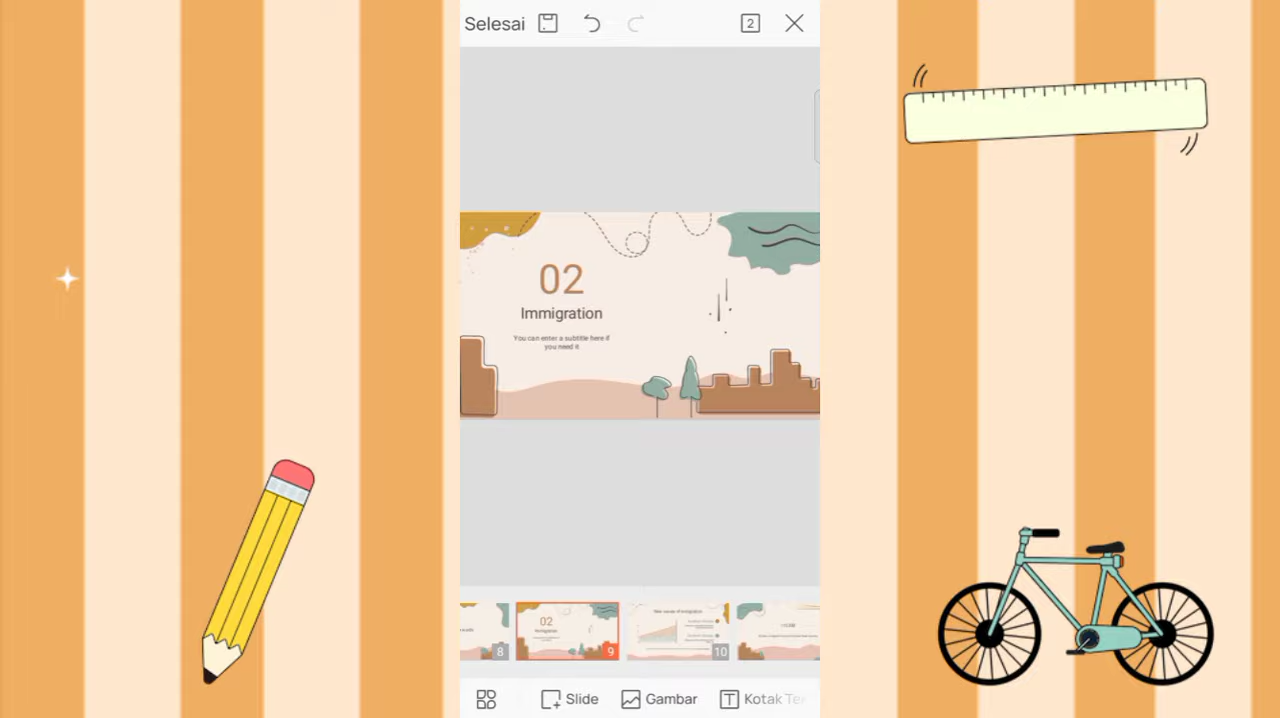 Selesai
2
02
Immigration
You can enter a subtitle here if
you need it
8
02
Immigration
9
10
Slide
Gambar
Kotak